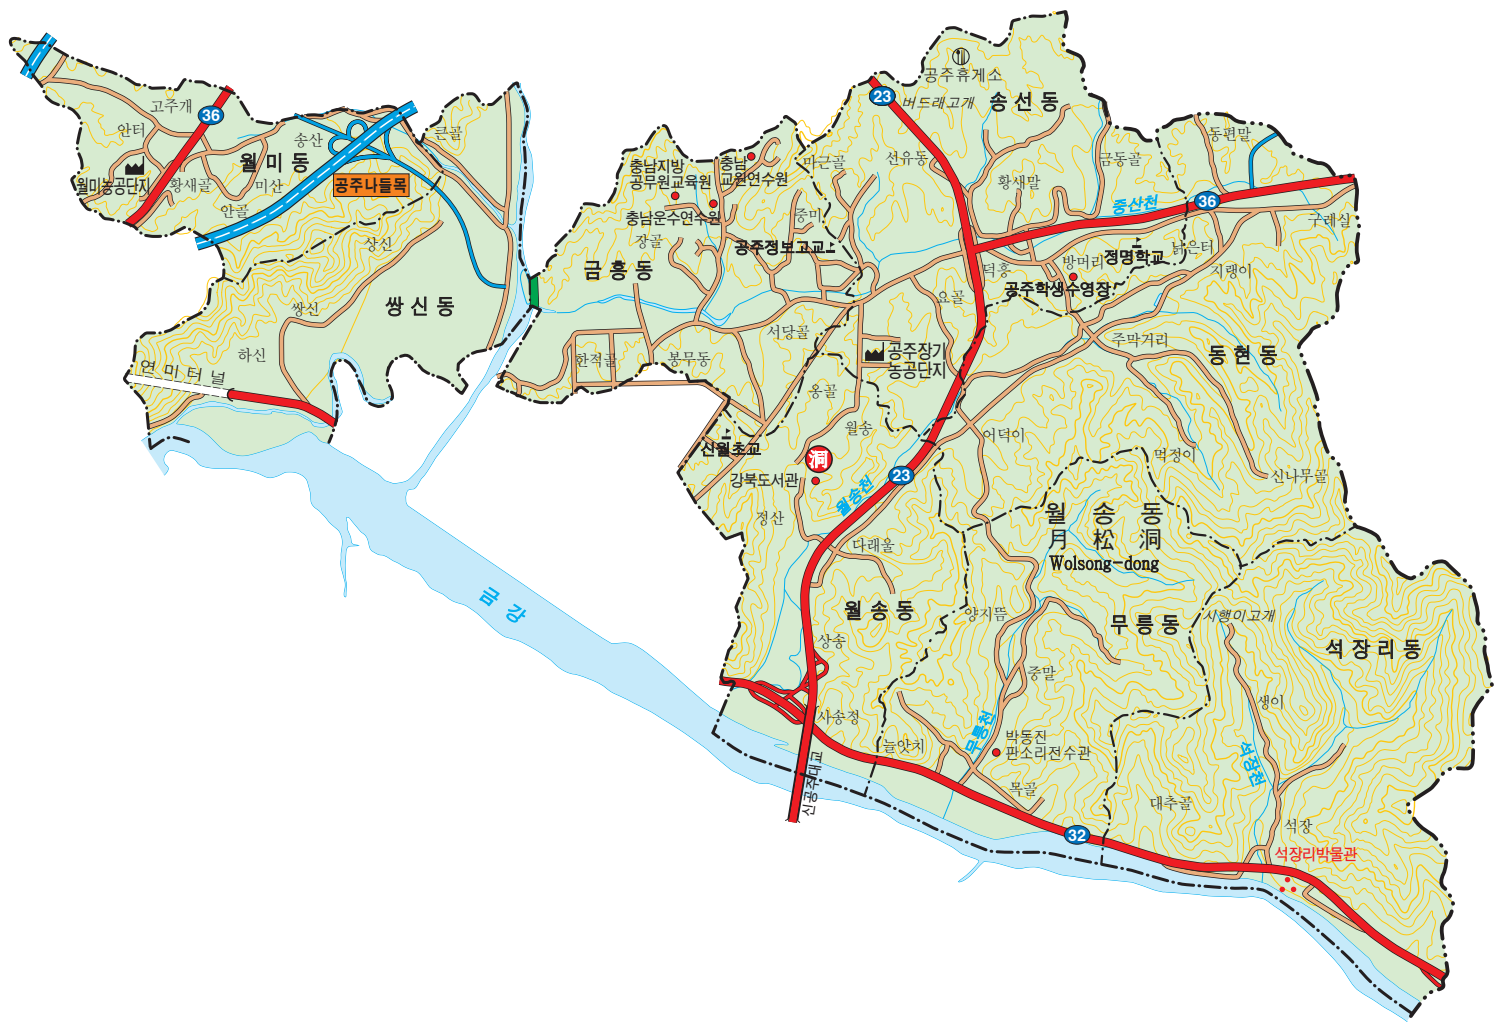 공주휴게소
23
버드래고개
송선동
고주개
36
안터
송산
큰골
동편말
월미동
월미농공단지
황새골
미산
공주나들목
안골
충남지방
공무원교육원
충남
교원연수원
마근골
선유동
금동골
황새말
충남운수연수원
중미
중산천
36
구레실
상신
장골
공주정보고교
낡은터
정명학교
방머리
지랭이
금흥동
덕흥
공주학생수영장
요골
쌍신동
쌍신
서당골
주막거리
동현동
하신
한적골
봉무동
공주장기
농공단지
연미터널
옹골
월송
어덕이
신월초교
洞
먹정이
강북도서관
23
신나무골
월송천
정산
월송동
月松洞
Wolsong-dong
다래울
금강
월송동
양지뜸
무릉동
시행이고개
상송
석장리동
중말
생이
사송정
무릉천
늘앗치
박동진
판소리전수관
석장천
신공주대교
목골
대추골
32
석장
석장리박물관